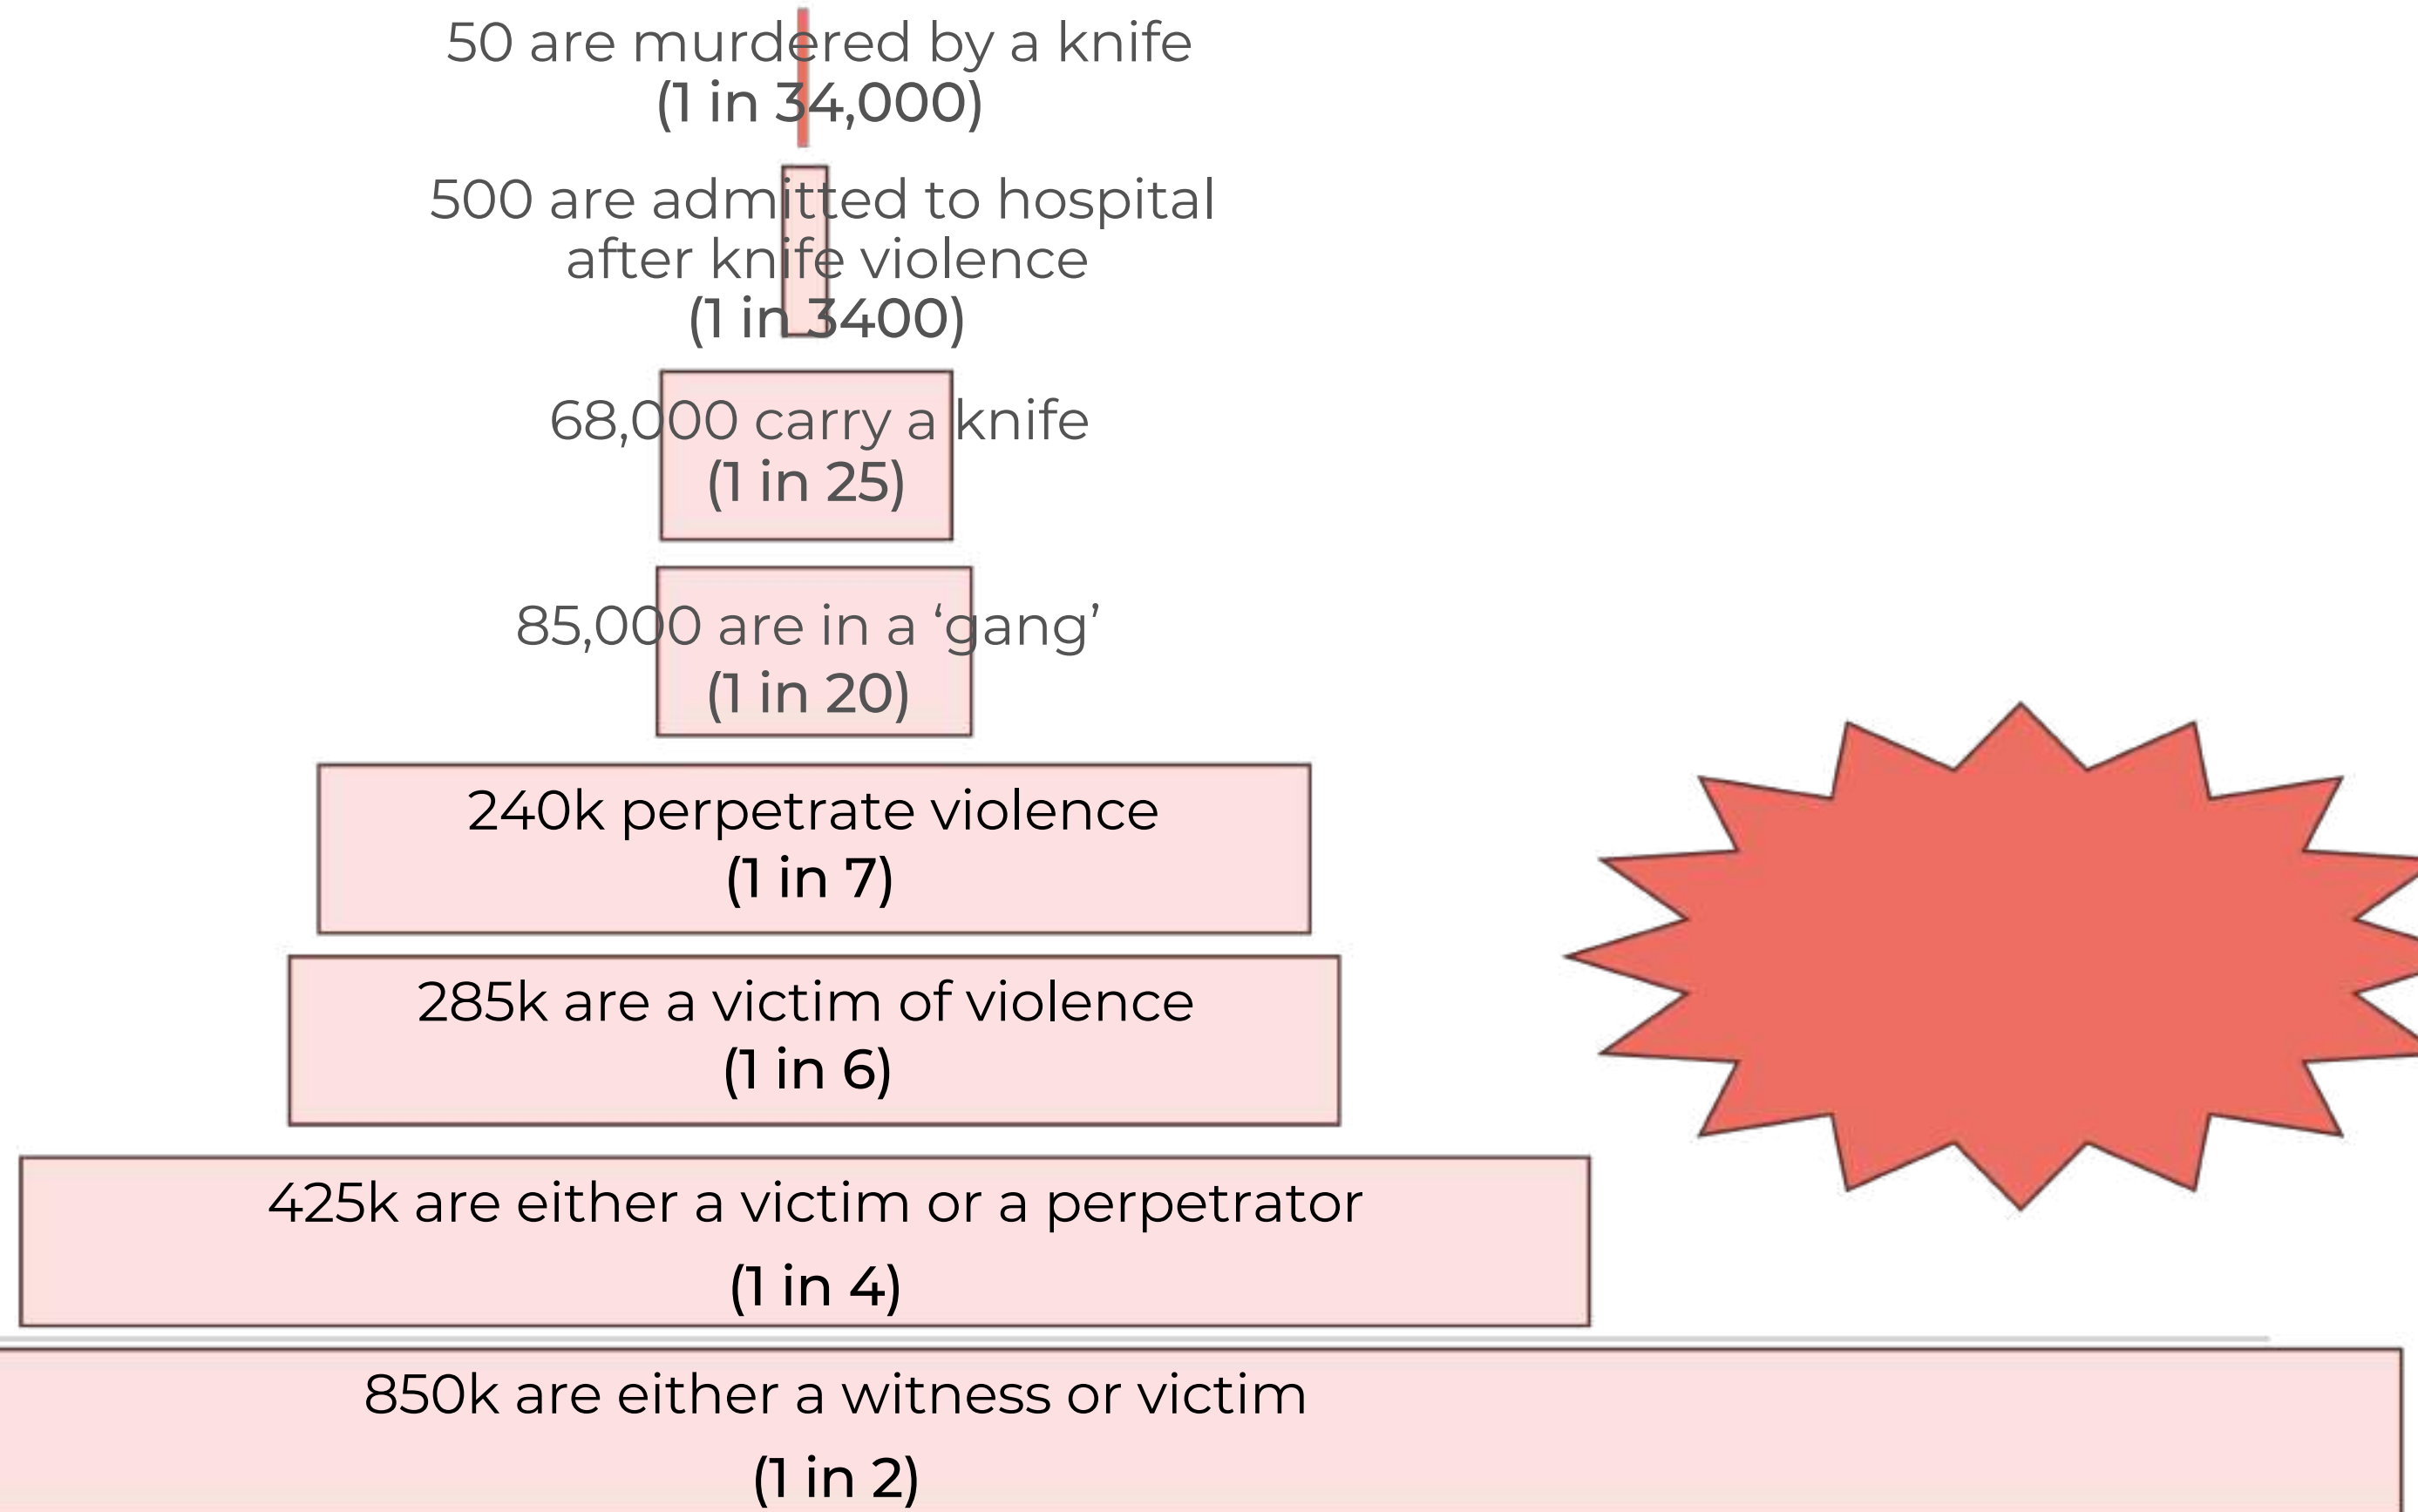 50 are murdered by a knife
(1 in 34,000)
500 are admitted to hospital
after knife violence
(1 in 3400)
68,000 carry a knife
(1 in 25)
85,000 are in a ‘gang’
(1 in 20)
240k perpetrate violence
(1 in 7)
285k are a victim of violence
(1 in 6)
425k are either a victim or a perpetrator
(1 in 4)
850k are either a witness or victim
(1 in 2)